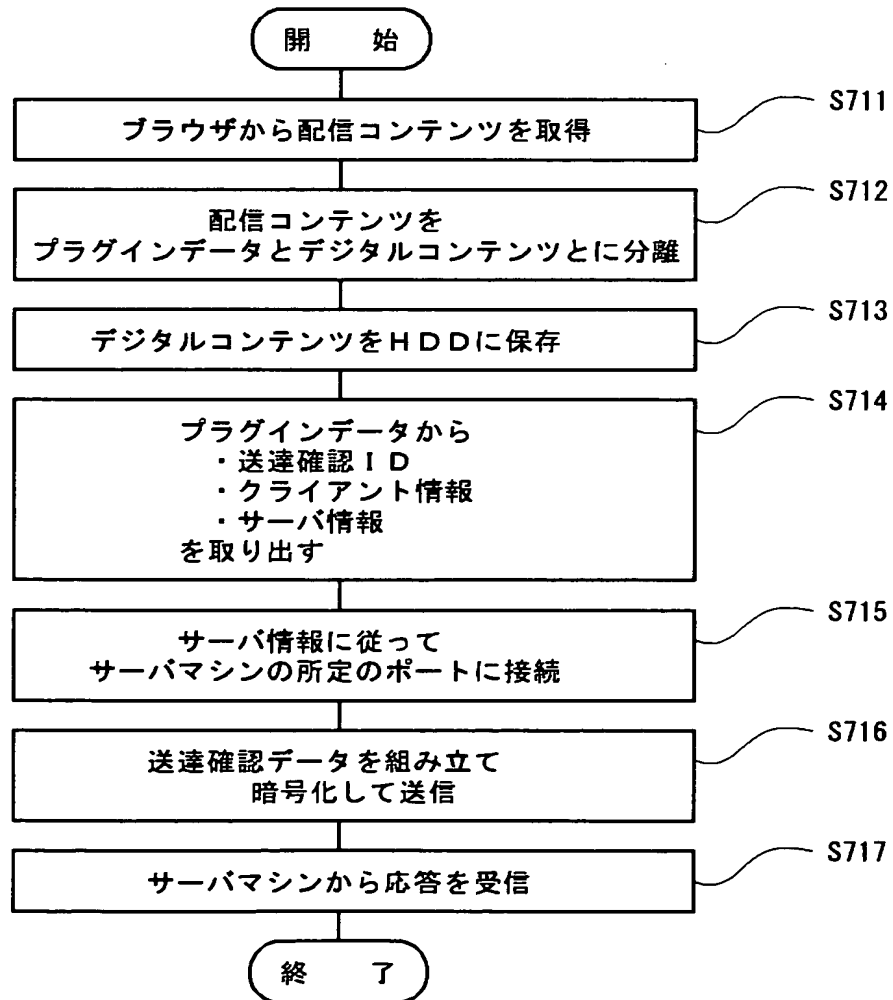 開 始
ブラウザから配信コンテンツを取得
S711
配信コンテンツを
プラグインデータとデジタルコンテンツとに分離
S712
デジタルコンテンツをHDDに保存
S713
プラグインデータから
・送達確認ID
・クライアント情報
・サーバ情報
を取り出す
S714
サーバ情報に従って
サーバマシンの所定のポートに接続
S715
送達確認データを組み立て
暗号化して送信
S716
サーバマシンから応答を受信
S717
終 了